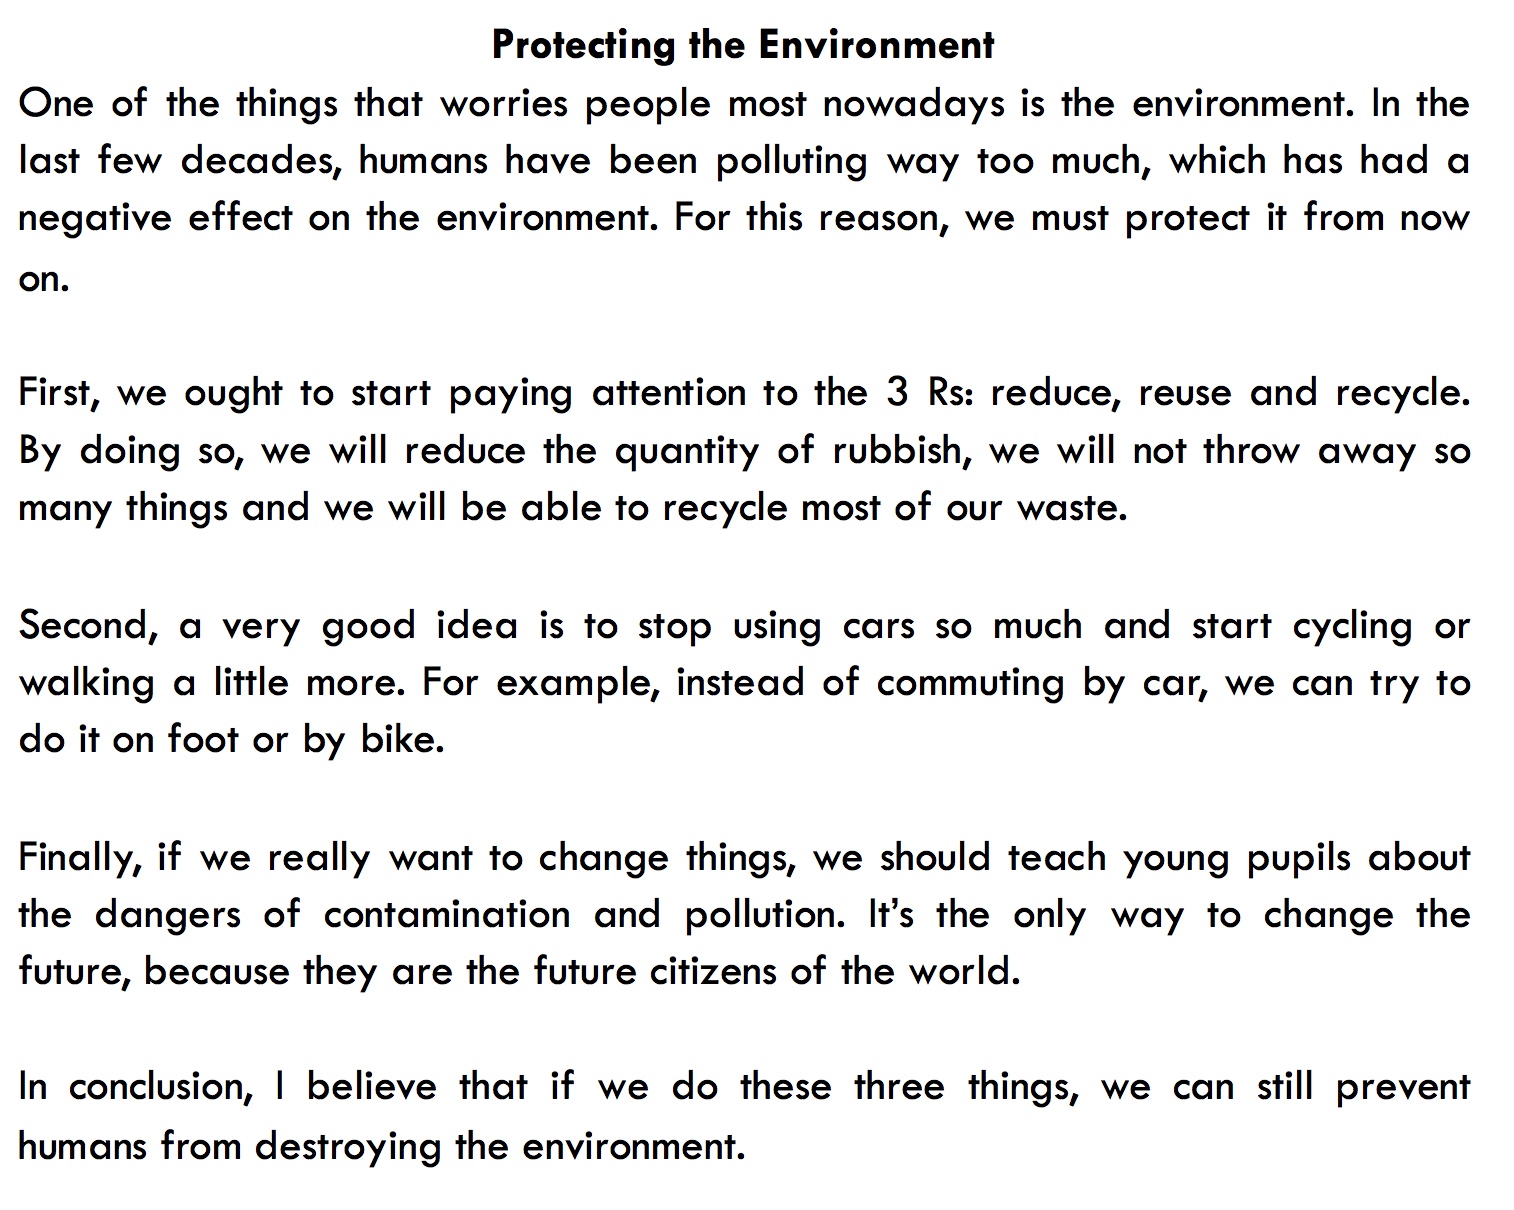 Protecting the Environment
One of the things that worries people most nowadays is the environment. In the
last few decades, humans have been polluting way too much, which has had a
negative effect on the environment. For this reason, we must protect it from now
on.
First, we ought to start paying attention to the 3 Rs: reduce, reuse and recycle.
By doing so, we will reduce the quantity of rubbish, we will not throw away so
many things and we will be able to recycle most of our waste.
Second, a very good idea is to stop using cars so much and start cycling or
walking a little more. For example, instead of commuting by car, we can try to
do it on foot or by bike.
Finally, if we really want to change things, we should teach young pupils about
the dangers of contamination and pollution. It’s the only way to change the
future, because they are the future citizens of the world.
In conclusion, I believe that if we do these three things, we can still prevent
humans from destroying the environment.